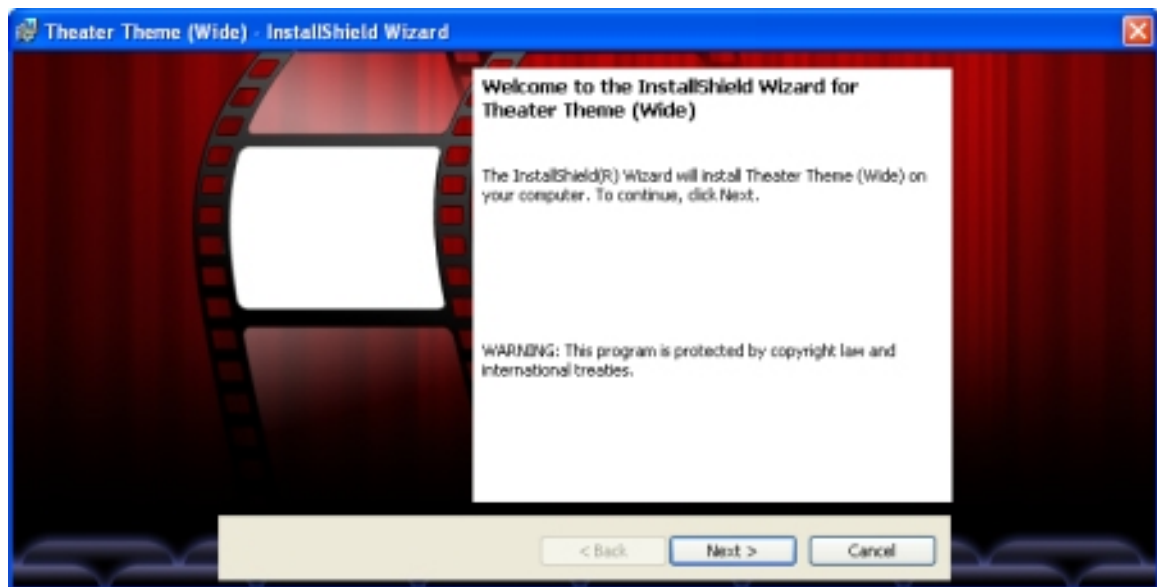 Theater Theme (Wide) - InstallShield Wizard
Welcome to the InstallShield Wizard for
Theater Theme (Wide)
The InstallShield(R) Wizard will install Theater Theme (Wide) on
your computer. To continue, click Next.
WARNING: This program is protected by copyright law and
international treaties.
< Back
Next >
Cancel